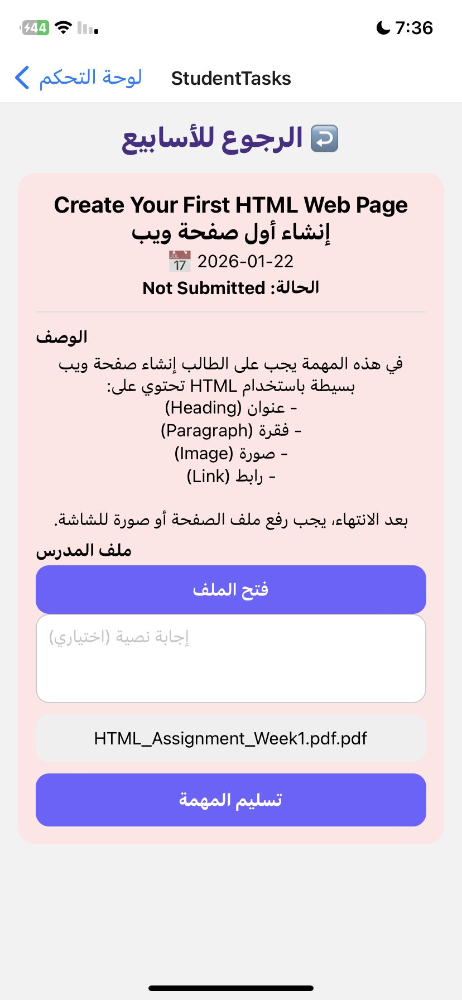 44
7:36
لوحة التحكم
StudentTasks
الرجوع للأسابيع
Create Your First HTML Web Page
إنشاء أول صفحة ويب
JUL 17 2026-01-22
الحالة: Not Submitted
الوصف
في هذه المهمة يجب على الطالب إنشاء صفحة ويب
بسيطة باستخدام HTML تحتوي على:
- عنوان (Heading)
- فقرة (Paragraph)
- صورة (Image)
- رابط (Link)
بعد الانتهاء، يجب رفع ملف الصفحة أو صورة للشاشة.
ملف المدرس
فتح الملف
إجابة نصية (اختياري)
HTML_Assignment_Week1.pdf.pdf
تسليم المهمة